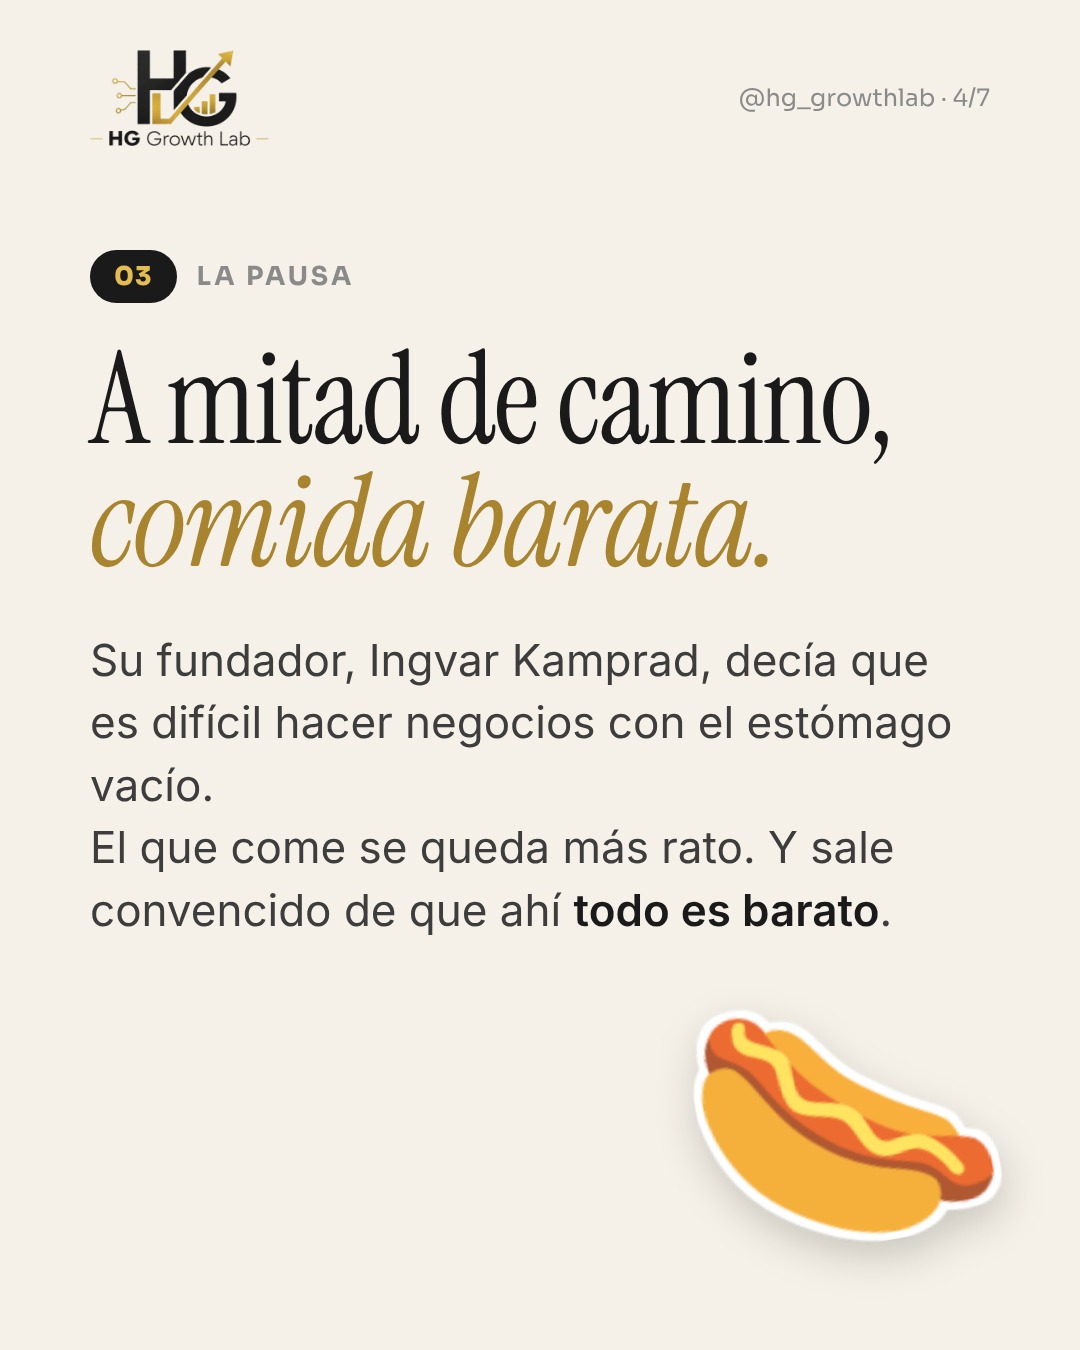 HG
HG Growth Lab
@hg_growthlab · 4/7
03 LA PAUSA
A mitad de camino,
comida barata.
Su fundador, Ingvar Kamprad, decía que
es difícil hacer negocios con el estómago
vacío.
El que come se queda más rato. Y sale
convencido de que ahí todo es barato.